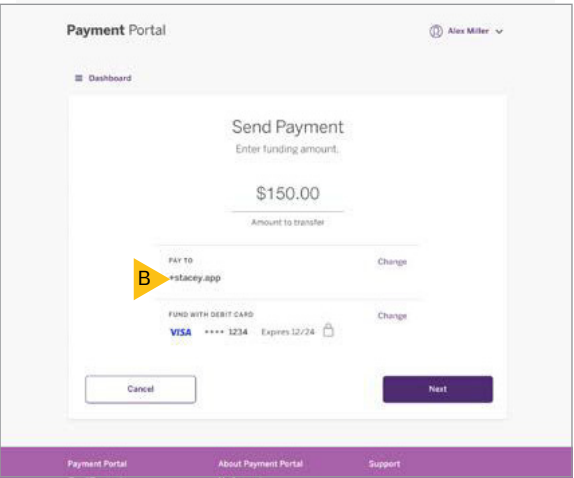 Payment Portal
Alex Miller
Dashboard
Send Payment
Enter funding amount.
$150.00
Amount to transfer
PAY TO
Change
B
+stacey.app
FUND WITH DEBIT CARD
Change
VISA •••• 1234 Expires 12/24
Cancel
Next
Payment Portal
About Payment Portal
Support